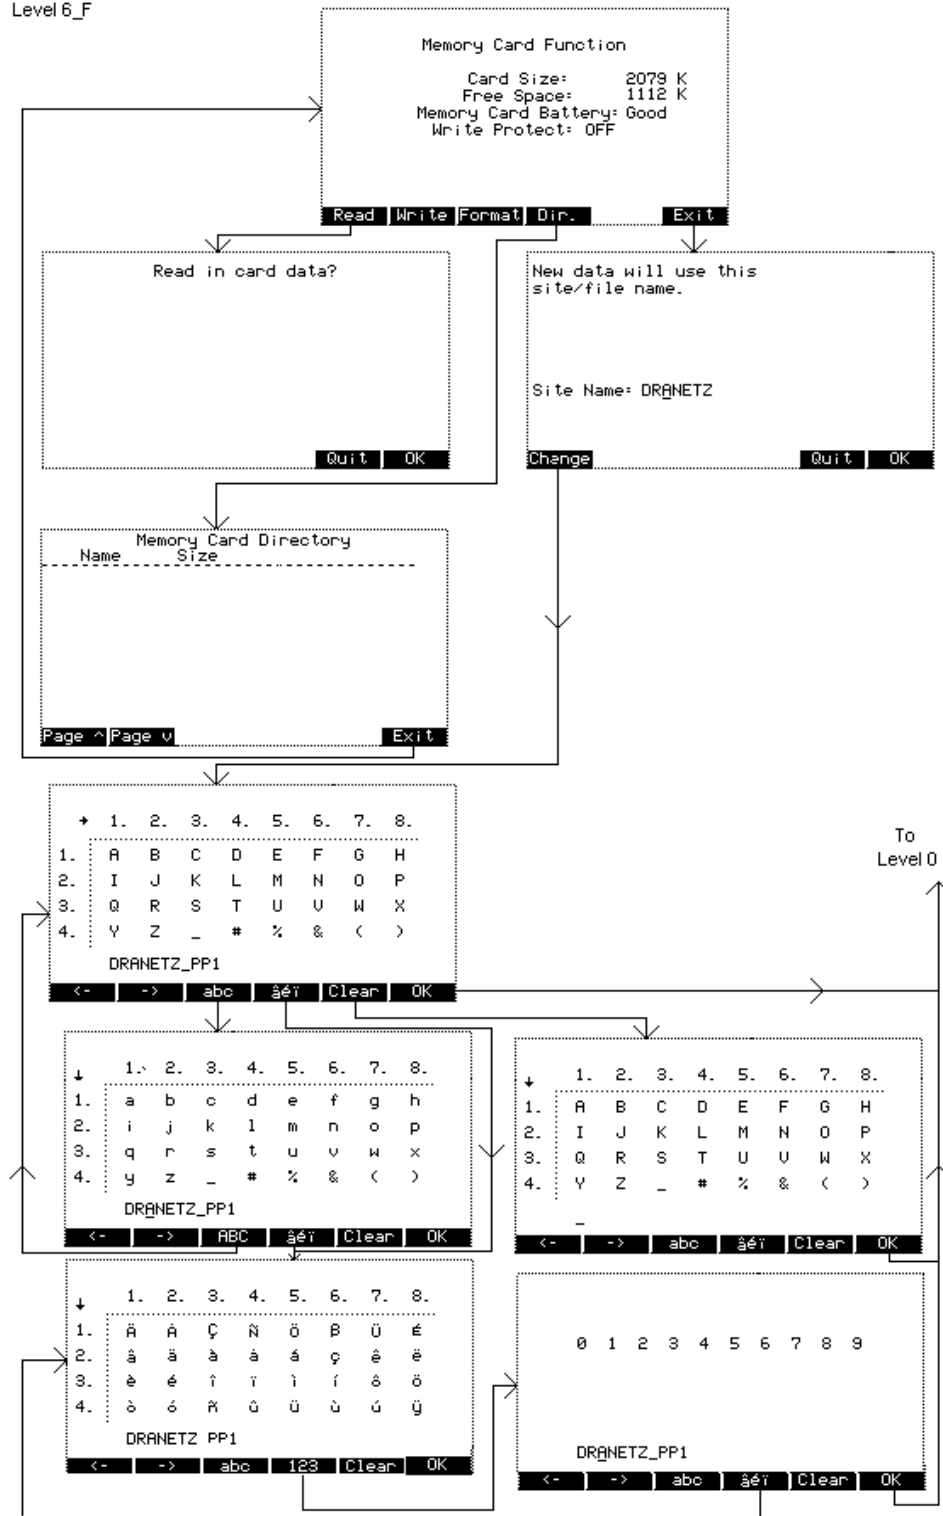 Level 6_F
Memory Card Function
Card Size: 2079 K
Free Space: 1112 K
Memory Card Battery: Good
Write Protect: OFF
Read Write Format Dir. Exit
Read in card data?
Quit OK
New data will use this
site/file name.
Site Name: DRANETZ
Change Quit OK
Memory Card Directory
Name Size
Page ^ Page v Exit
To
Level 0
→ 1. 2. 3. 4. 5. 6. 7. 8.
1. A B C D E F G H
2. I J K L M N O P
3. Q R S T U V W X
4. Y Z _ # % & ( )
DRANETZ_PP1
<- -> abc âéï Clear OK
↓ 1. 2. 3. 4. 5. 6. 7. 8.
1. a b c d e f g h
2. i j k l m n o p
3. q r s t u v w x
4. y z _ # % & ( )
DRANETZ_PP1
<- -> ABC âéï Clear OK
↓ 1. 2. 3. 4. 5. 6. 7. 8.
1. A B C D E F G H
2. I J K L M N O P
3. Q R S T U V W X
4. Y Z _ # % & ( )
_
<- -> abc âéï Clear OK
↓ 1. 2. 3. 4. 5. 6. 7. 8.
1. Ä Å Ç Ñ Ö ß Ü É
2. â ä à å á ç ê ë
3. è é î ï ì í ô ö
4. ò ó ñ û ü ù ú ÿ
DRANETZ PP1
<- -> abc 123 Clear OK
0 1 2 3 4 5 6 7 8 9
DRANETZ_PP1
<- -> abc âéï Clear OK